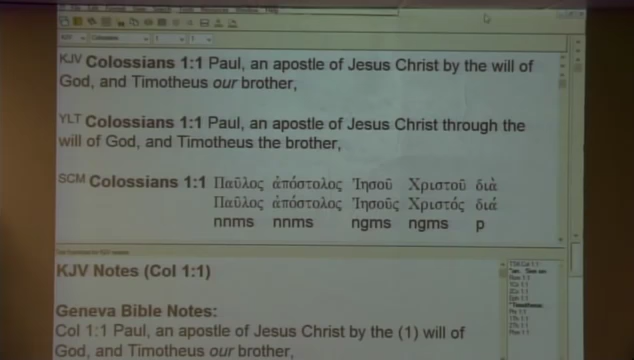 KJV Colossians 1:1 Paul, an apostle of Jesus Christ by the will of
God, and Timotheus our brother,
YLT Colossians 1:1 Paul, an apostle of Jesus Christ through the
will of God, and Timotheus the brother,
SCM Colossians 1:1 Παῦλος ἀπόστολος Ἰησοῦ Χριστοῦ διὰ
Παῦλος ἀπόστολος Ἰησοῦς Χριστός διά
nnms nnms ngms ngms p
KJV Notes (Col 1:1)
Geneva Bible Notes:
Col 1:1 Paul, an apostle of Jesus Christ by the (1) will of
God, and Timotheus our brother,